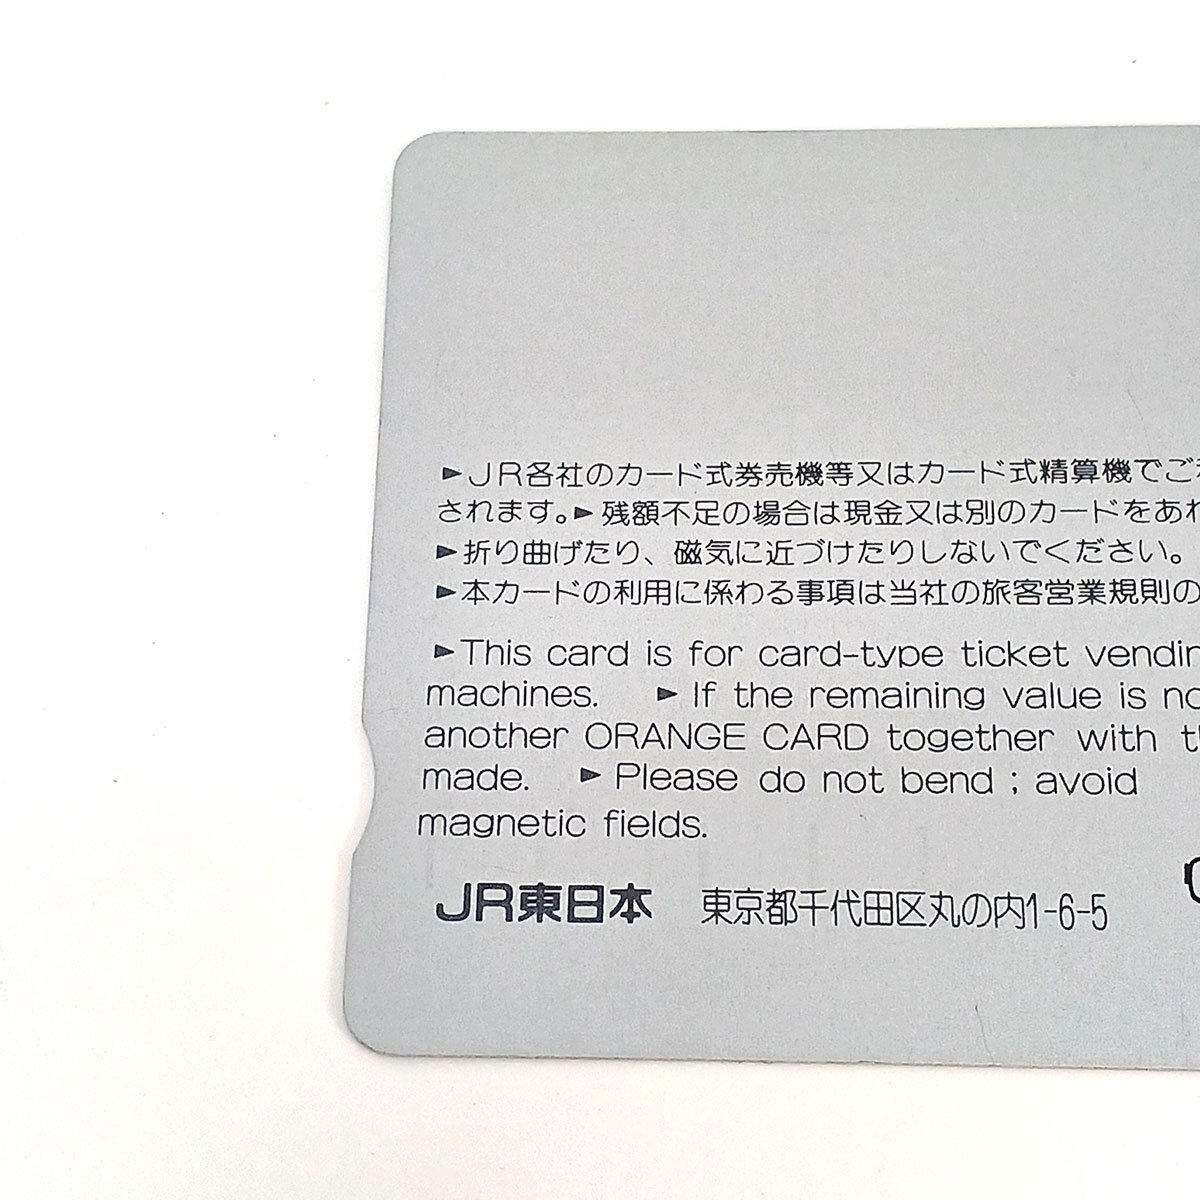 ►JR各社のカード式券売機等又はカード式精算機でご
されます。►残額不足の場合は現金又は別のカードをあわ
►折り曲げたり、磁気に近づけたりしないでください。
►本カードの利用に係わる事項は当社の旅客営業規則の
►This card is for card-type ticket vendin
machines. ►If the remaining value is no
another ORANGE CARD together with th
made. ►Please do not bend ; avoid
magnetic fields.
JR東日本 東京都千代田区丸の内1-6-5